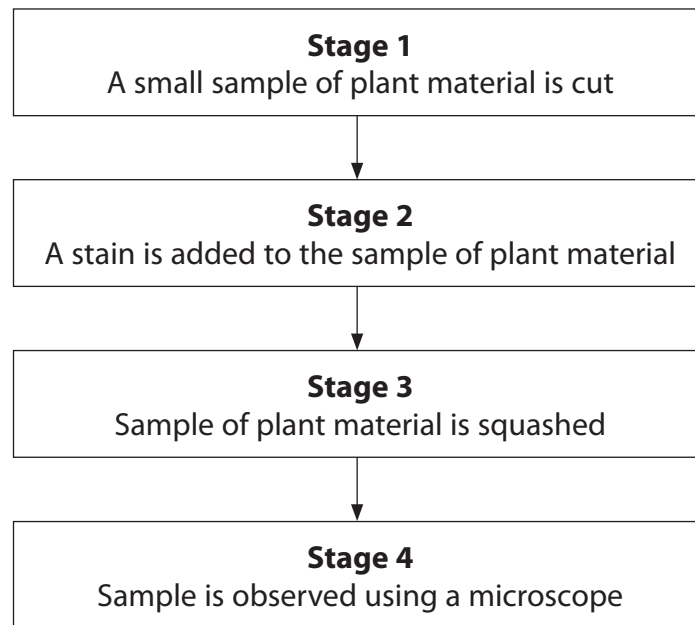 Stage 1
A small sample of plant material is cut
Stage 2
A stain is added to the sample of plant material
Stage 3
Sample of plant material is squashed
Stage 4
Sample is observed using a microscope